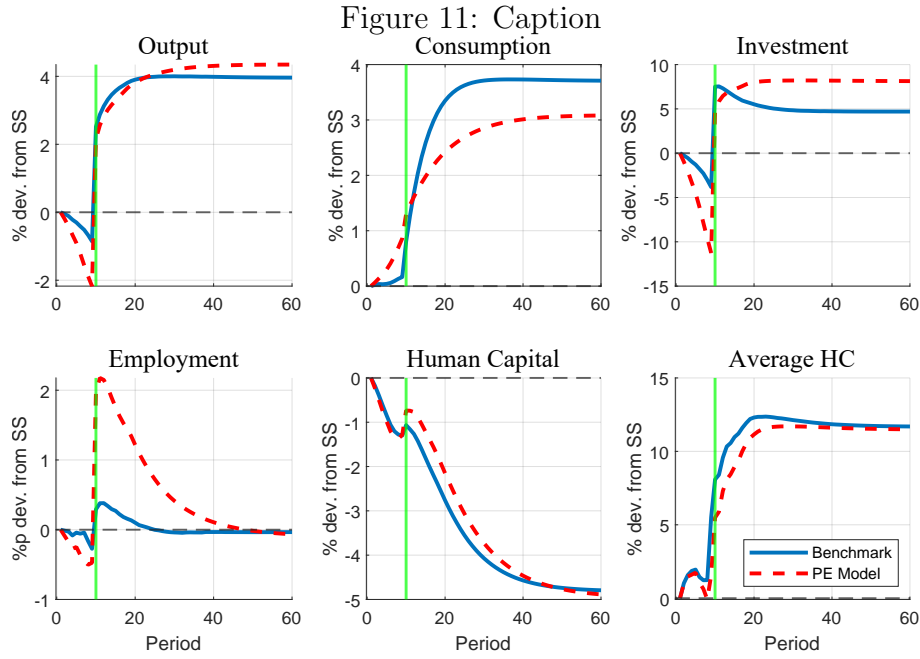 Figure 11: Caption
Output
Consumption
Investment
% dev. from SS
4
2
0
-2
0 20 40 60
% dev. from SS
4
3
2
1
0
0 20 40 60
% dev. from SS
10
5
0
-5
-10
-15
0 20 40 60
Employment
Human Capital
Average HC
%p dev. from SS
2
1
0
-1
0 20 40 60
Period
% dev. from SS
0
-1
-2
-3
-4
-5
0 20 40 60
Period
% dev. from SS
15
10
5
0
0 20 40 60
Period
Benchmark
PE Model